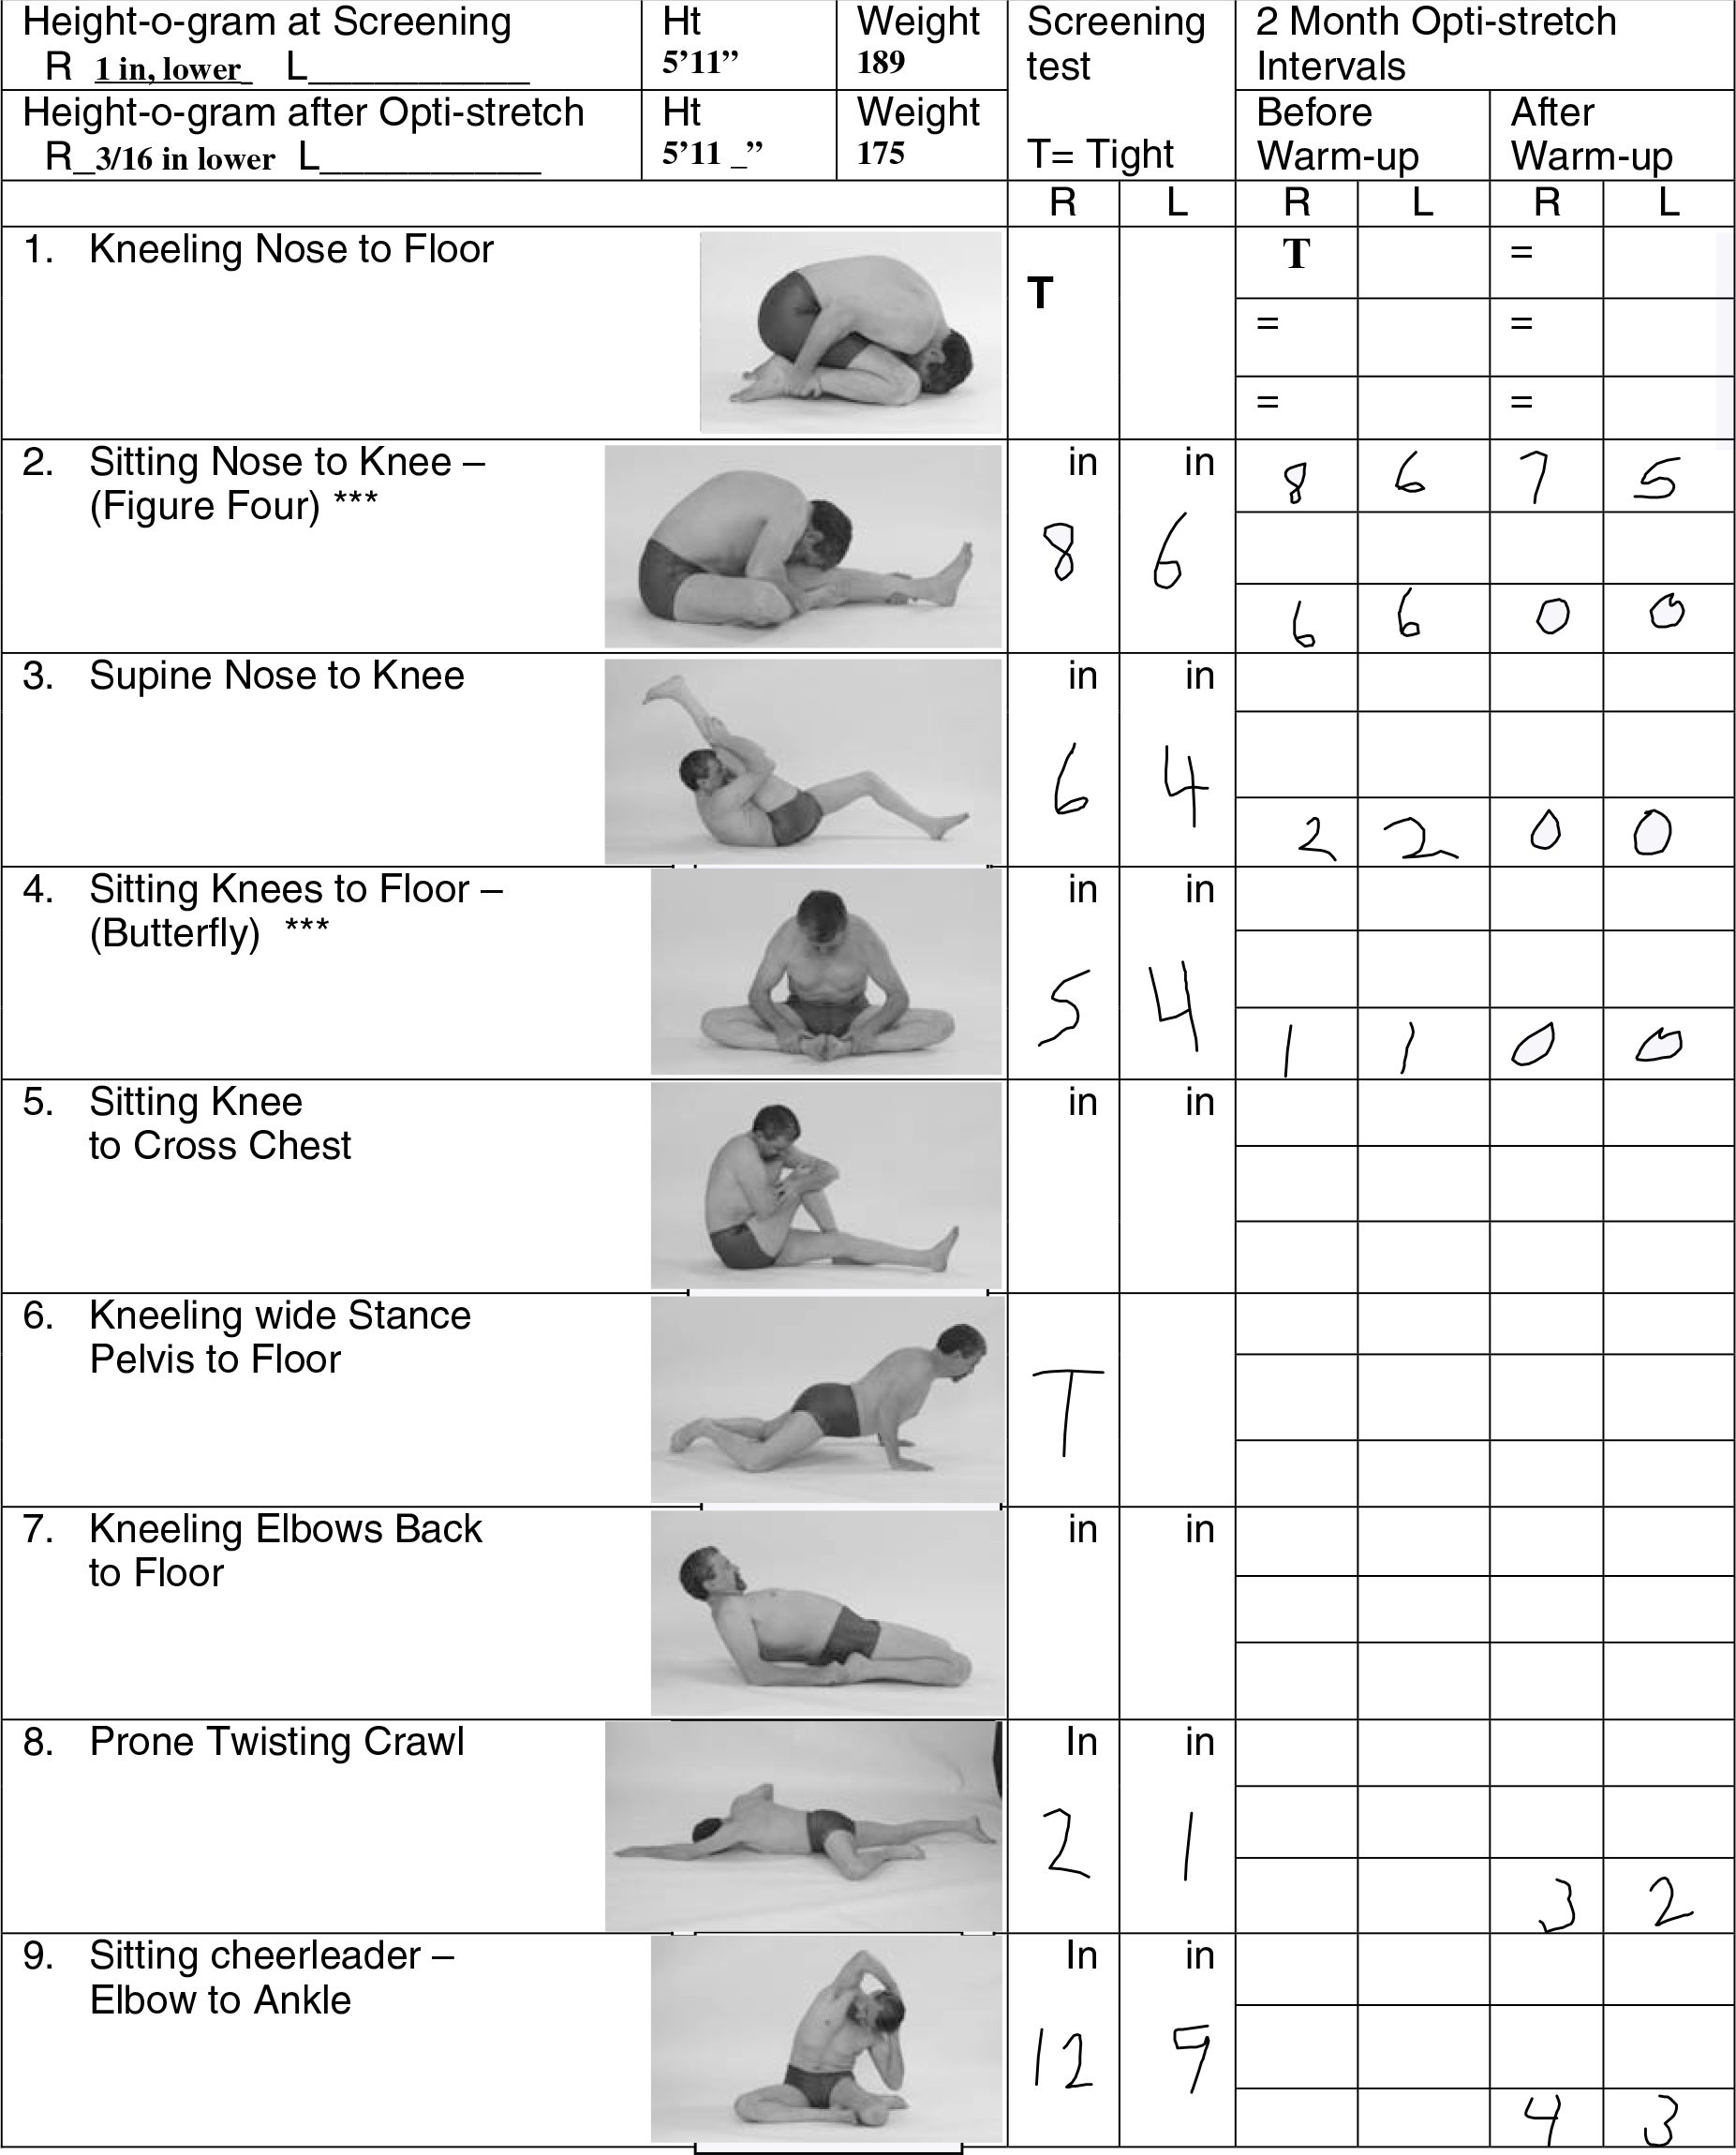 Height-o-gram at Screening
R 1 in, lower_ L__________
Ht
5’11”
Weight
189
Screening
test
T= Tight
2 Month Opti-stretch
Intervals
Height-o-gram after Opti-stretch
R_3/16 in lower L__________
Ht
5’11 _”
Weight
175
Before
Warm-up
After
Warm-up
R L R L R L
1. Kneeling Nose to Floor
T
T =
= =
= =
2. Sitting Nose to Knee –
(Figure Four) ***
in in
8 6
8 6 7 5
6 6 0 0
3. Supine Nose to Knee
in in
6 4
2 2 0 0
4. Sitting Knees to Floor –
(Butterfly) ***
in in
5 4
1 1 0 0
5. Sitting Knee
to Cross Chest
in in
6. Kneeling wide Stance
Pelvis to Floor
T
7. Kneeling Elbows Back
to Floor
in in
8. Prone Twisting Crawl
In in
2 1
3 2
9. Sitting cheerleader –
Elbow to Ankle
In in
12
4 3